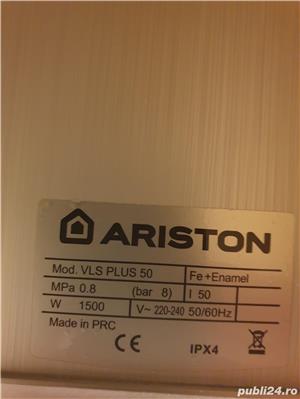 ARISTON
Mod. VLS PLUS 50 Fe+Enamel
MPa 0.8 (bar 8) l 50
W 1500 V~ 220-240 50/60Hz
Made in PRC
CE IPX4
publi24.ro